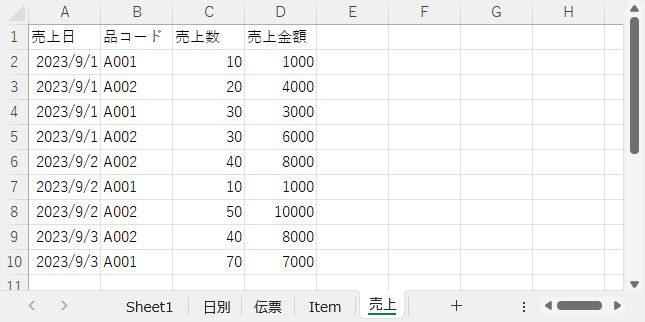 A B C D E F G H
1 売上日 品コード 売上数 売上金額
2 2023/9/1 A001 10 1000
3 2023/9/1 A002 20 4000
4 2023/9/1 A001 30 3000
5 2023/9/1 A002 30 6000
6 2023/9/2 A002 40 8000
7 2023/9/2 A001 10 1000
8 2023/9/2 A002 50 10000
9 2023/9/3 A002 40 8000
10 2023/9/3 A001 70 7000
11
Sheet1 日別 伝票 Item 売上 +